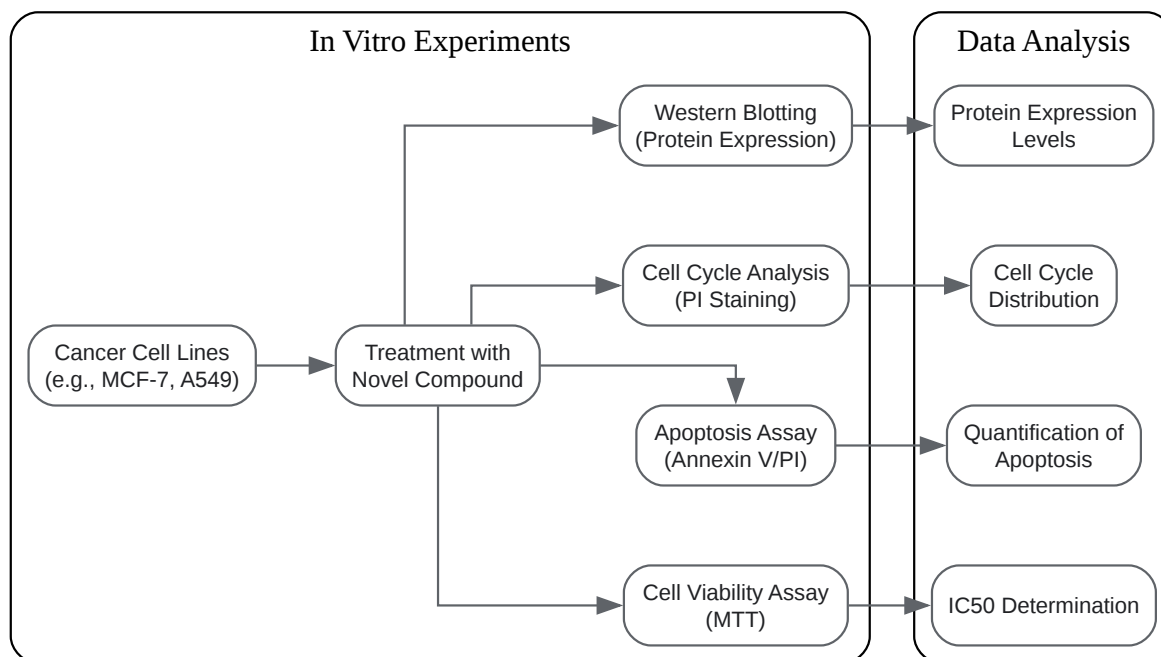 In Vitro Experiments
Data Analysis
Western Blotting
(Protein Expression)
Protein Expression
Levels
Cell Cycle Analysis
(PI Staining)
Cell Cycle
Distribution
Cancer Cell Lines
(e.g., MCF-7, A549)
Treatment with
Novel Compound
Apoptosis Assay
(Annexin V/PI)
Quantification of
Apoptosis
Cell Viability Assay
(MTT)
IC50 Determination